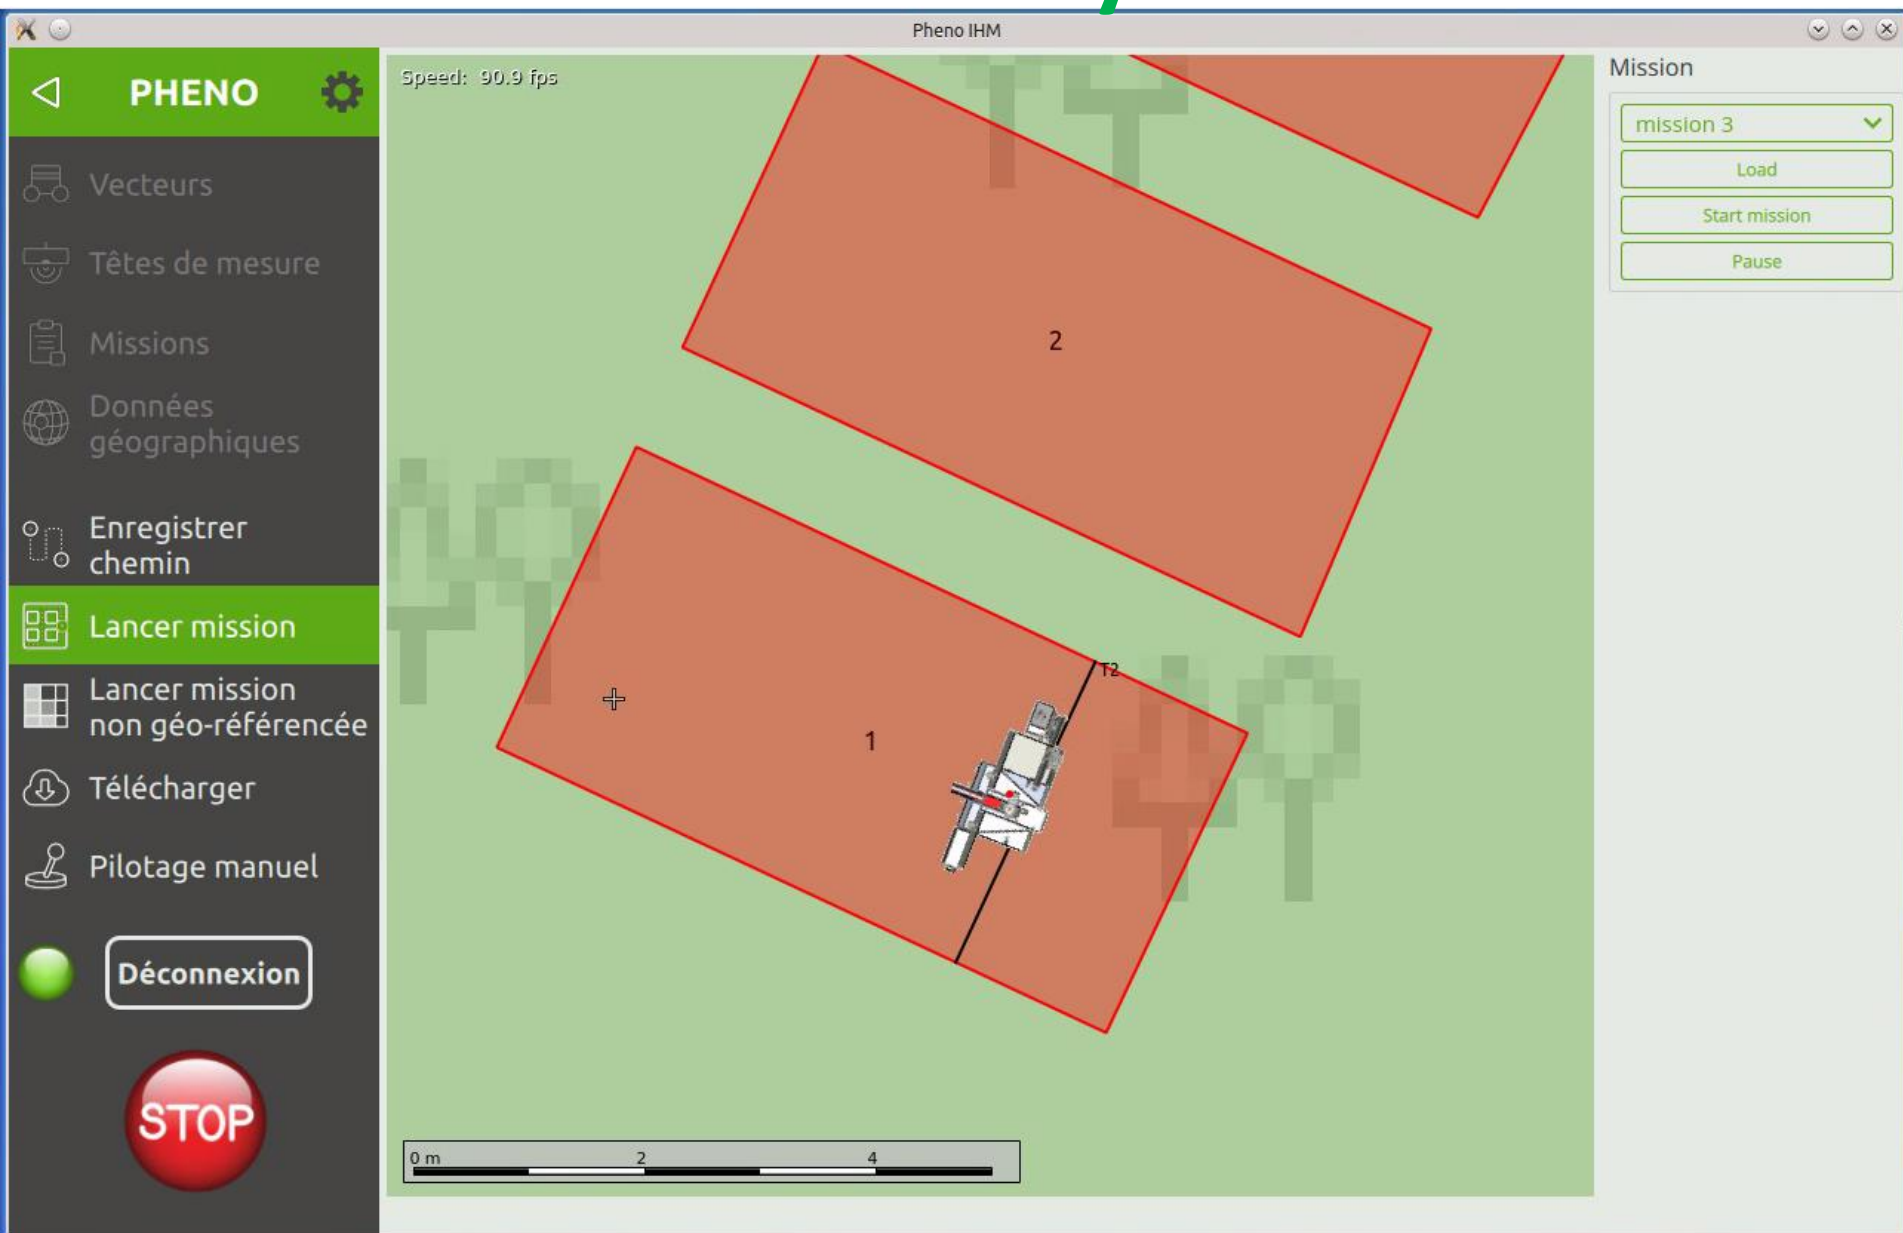 Pheno IHM
PHENO
Vecteurs
Têtes de mesure
Missions
Données
géographiques
Enregistrer
chemin
Lancer mission
Lancer mission
non géo-référencée
Télécharger
Pilotage manuel
Déconnexion
STOP
Speed: 90.9 fps
2
1
T2
0 m 2 4
Mission
mission 3
Load
Start mission
Pause